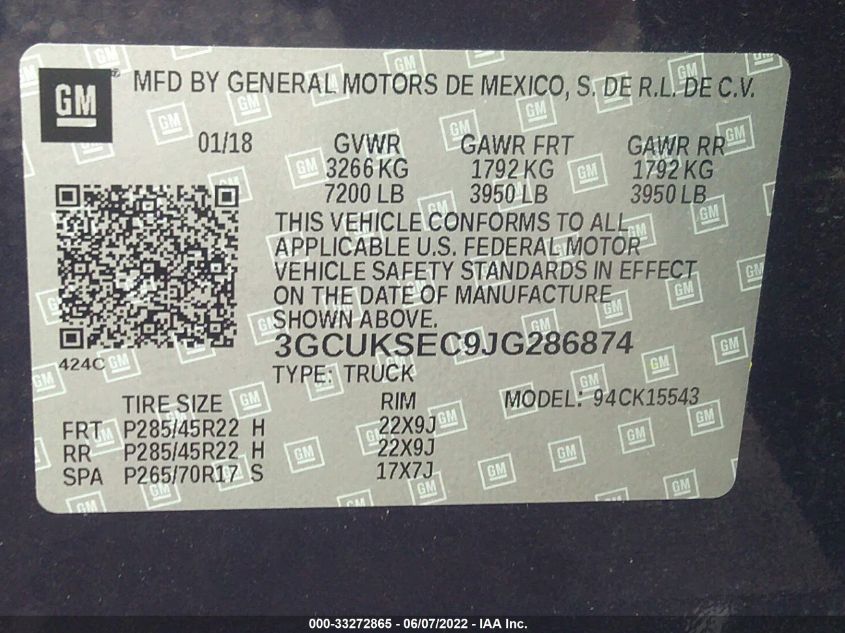 GM ® MFD BY GENERAL MOTORS DE MEXICO, S. DE R.L. DE C.V.
01/18 GVWR GAWR FRT GAWR RR
3266 KG 1792 KG 1792 KG
7200 LB 3950 LB 3950 LB
THIS VEHICLE CONFORMS TO ALL
APPLICABLE U.S. FEDERAL MOTOR
VEHICLE SAFETY STANDARDS IN EFFECT
ON THE DATE OF MANUFACTURE
SHOWN ABOVE.
424C
3GCUKSEC9JG286874
TYPE: TRUCK
MODEL: 94CK15543
TIRE SIZE RIM
FRT P285/45R22 H 22X9J
RR P285/45R22 H 22X9J
SPA P265/70R17 S 17X7J
000-33272865 - 06/07/2022 - IAA Inc.